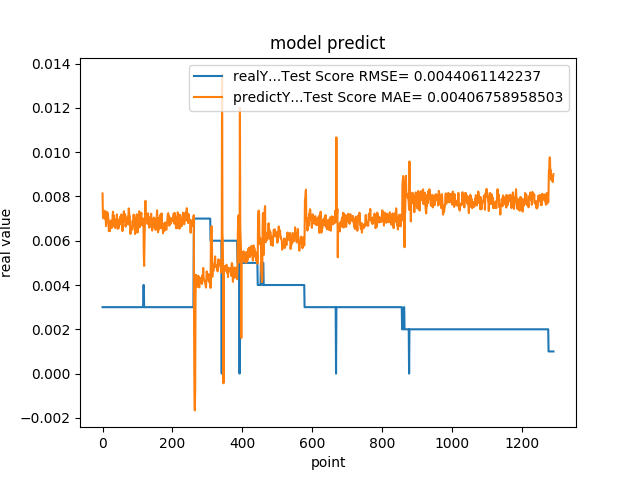 model predict
realY...Test Score RMSE= 0.0044061142237
predictY...Test Score MAE= 0.00406758958503
real value
0.014
0.012
0.010
0.008
0.006
0.004
0.002
0.000
−0.002
0 200 400 600 800 1000 1200
point